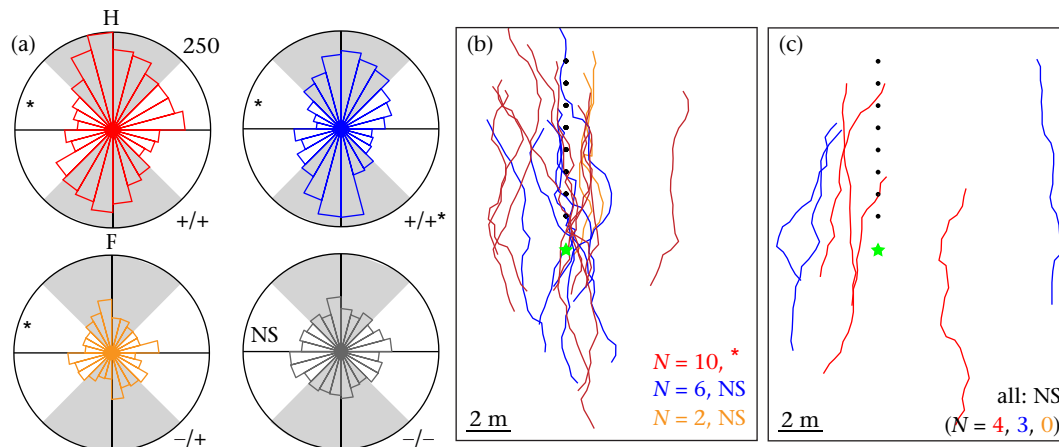 (a)
H
250
*
+/+
*
+/+*
F
*
−/+
NS
−/−
(b)
N = 10, *
N = 6, NS
N = 2, NS
2 m
(c)
all: NS
(N = 4, 3, 0)
2 m